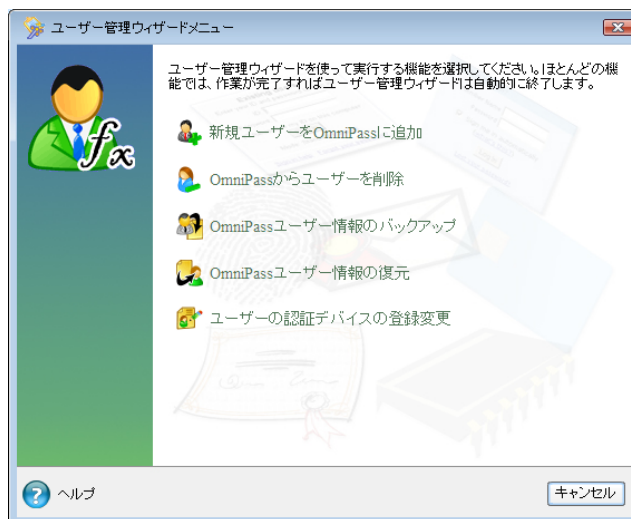 ユーザー管理ウィザードメニュー
ユーザー管理ウィザードを使って実行する機能を選択してください。ほとんどの機
能では、作業が完了すればユーザー管理ウィザードは自動的に終了します。
fx
新規ユーザーをOmniPassに追加
OmniPassからユーザーを削除
OmniPassユーザー情報のバックアップ
OmniPassユーザー情報の復元
ユーザーの認証デバイスの登録変更
? ヘルプ
キャンセル